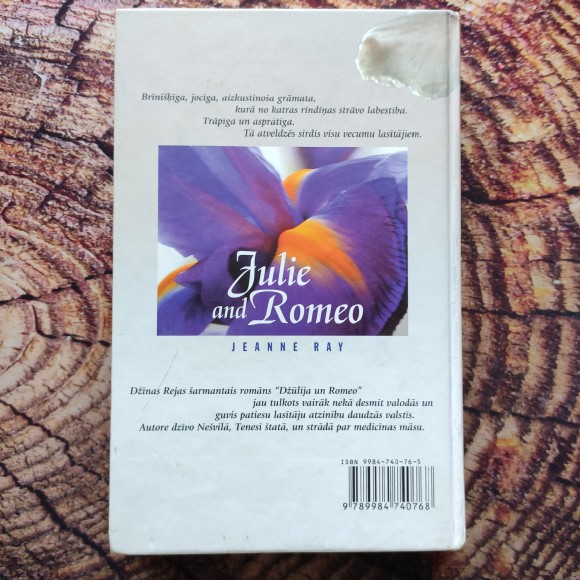 Brīnišķīga, jocīga, aizkustinoša grāmata,
kurā no katras rindiņas strāvo labestība.
Trāpīga un asprātīga.
Tā atveldzēs sirdis visu vecumu lasītājiem.
Julie
and Romeo
JEANNE RAY
Džīnas Rejas šarmantais romāns "Džūlija un Romeo"
jau tulkots vairāk nekā desmit valodās un
guvis patiesu lasītāju atzinību daudzās valstīs.
Autore dzīvo Nešvilā, Tenesī štatā, un strādā par medicīnas māsu.
ISBN 9984-740-76-5
9 789984 740768